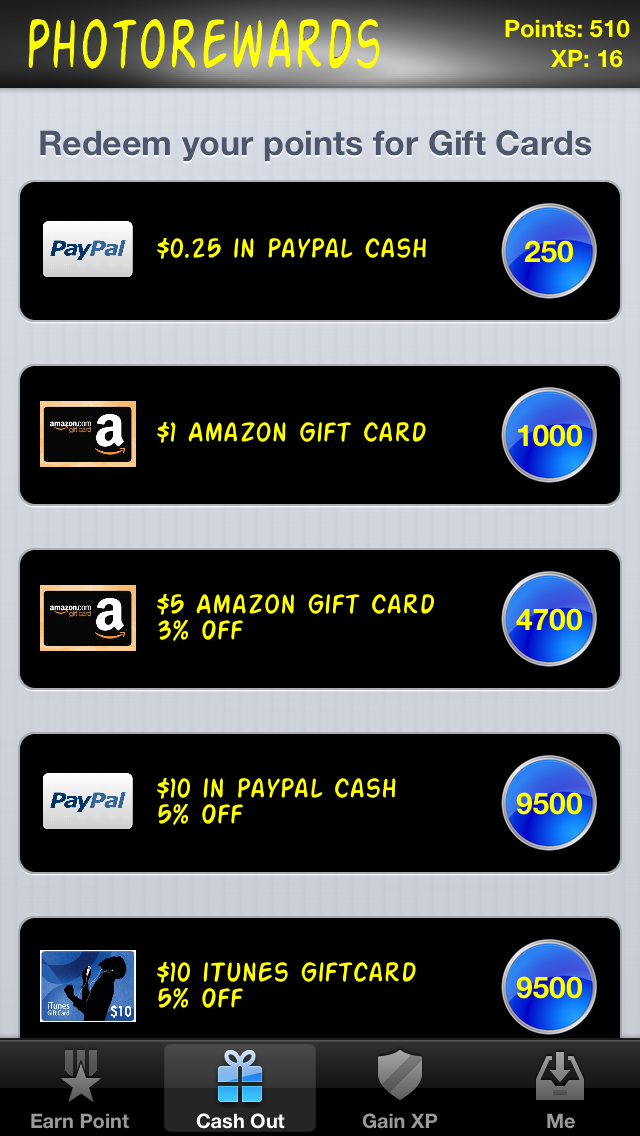 PHOTOREWARDS
Points: 510
XP: 16
Redeem your points for Gift Cards
PayPal
$0.25 IN PAYPAL CASH
250
amazon.com
gift card
a
$1 AMAZON GIFT CARD
1000
amazon.com
gift card
a
$5 AMAZON GIFT CARD
3% OFF
4700
PayPal
$10 IN PAYPAL CASH
5% OFF
9500
iTunes
Gift Card
$10
$10 ITUNES GIFTCARD
5% OFF
9500
Earn Point
Cash Out
Gain XP
Me